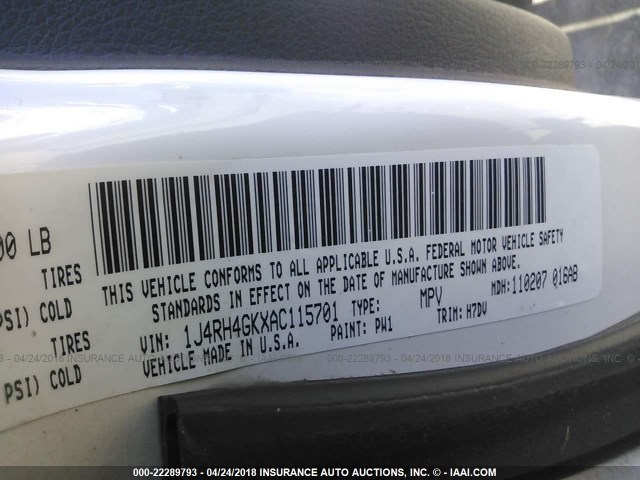 00 LB
TIRES
PSI) COLD
TIRES
PSI) COLD
THIS VEHICLE CONFORMS TO ALL APPLICABLE U.S.A. FEDERAL MOTOR VEHICLE SAFETY
STANDARDS IN EFFECT ON THE DATE OF MANUFACTURE SHOWN ABOVE.
VIN: 1J4RH4GKXAC115701 TYPE: MPV MDH: 110207 016AB
VEHICLE MADE IN U.S.A. PAINT: PW1 TRIM: H7DV
000-22289793 - 04/24/2018 INSURANCE AUTO AUCTIONS, INC. - © IAAI.COM